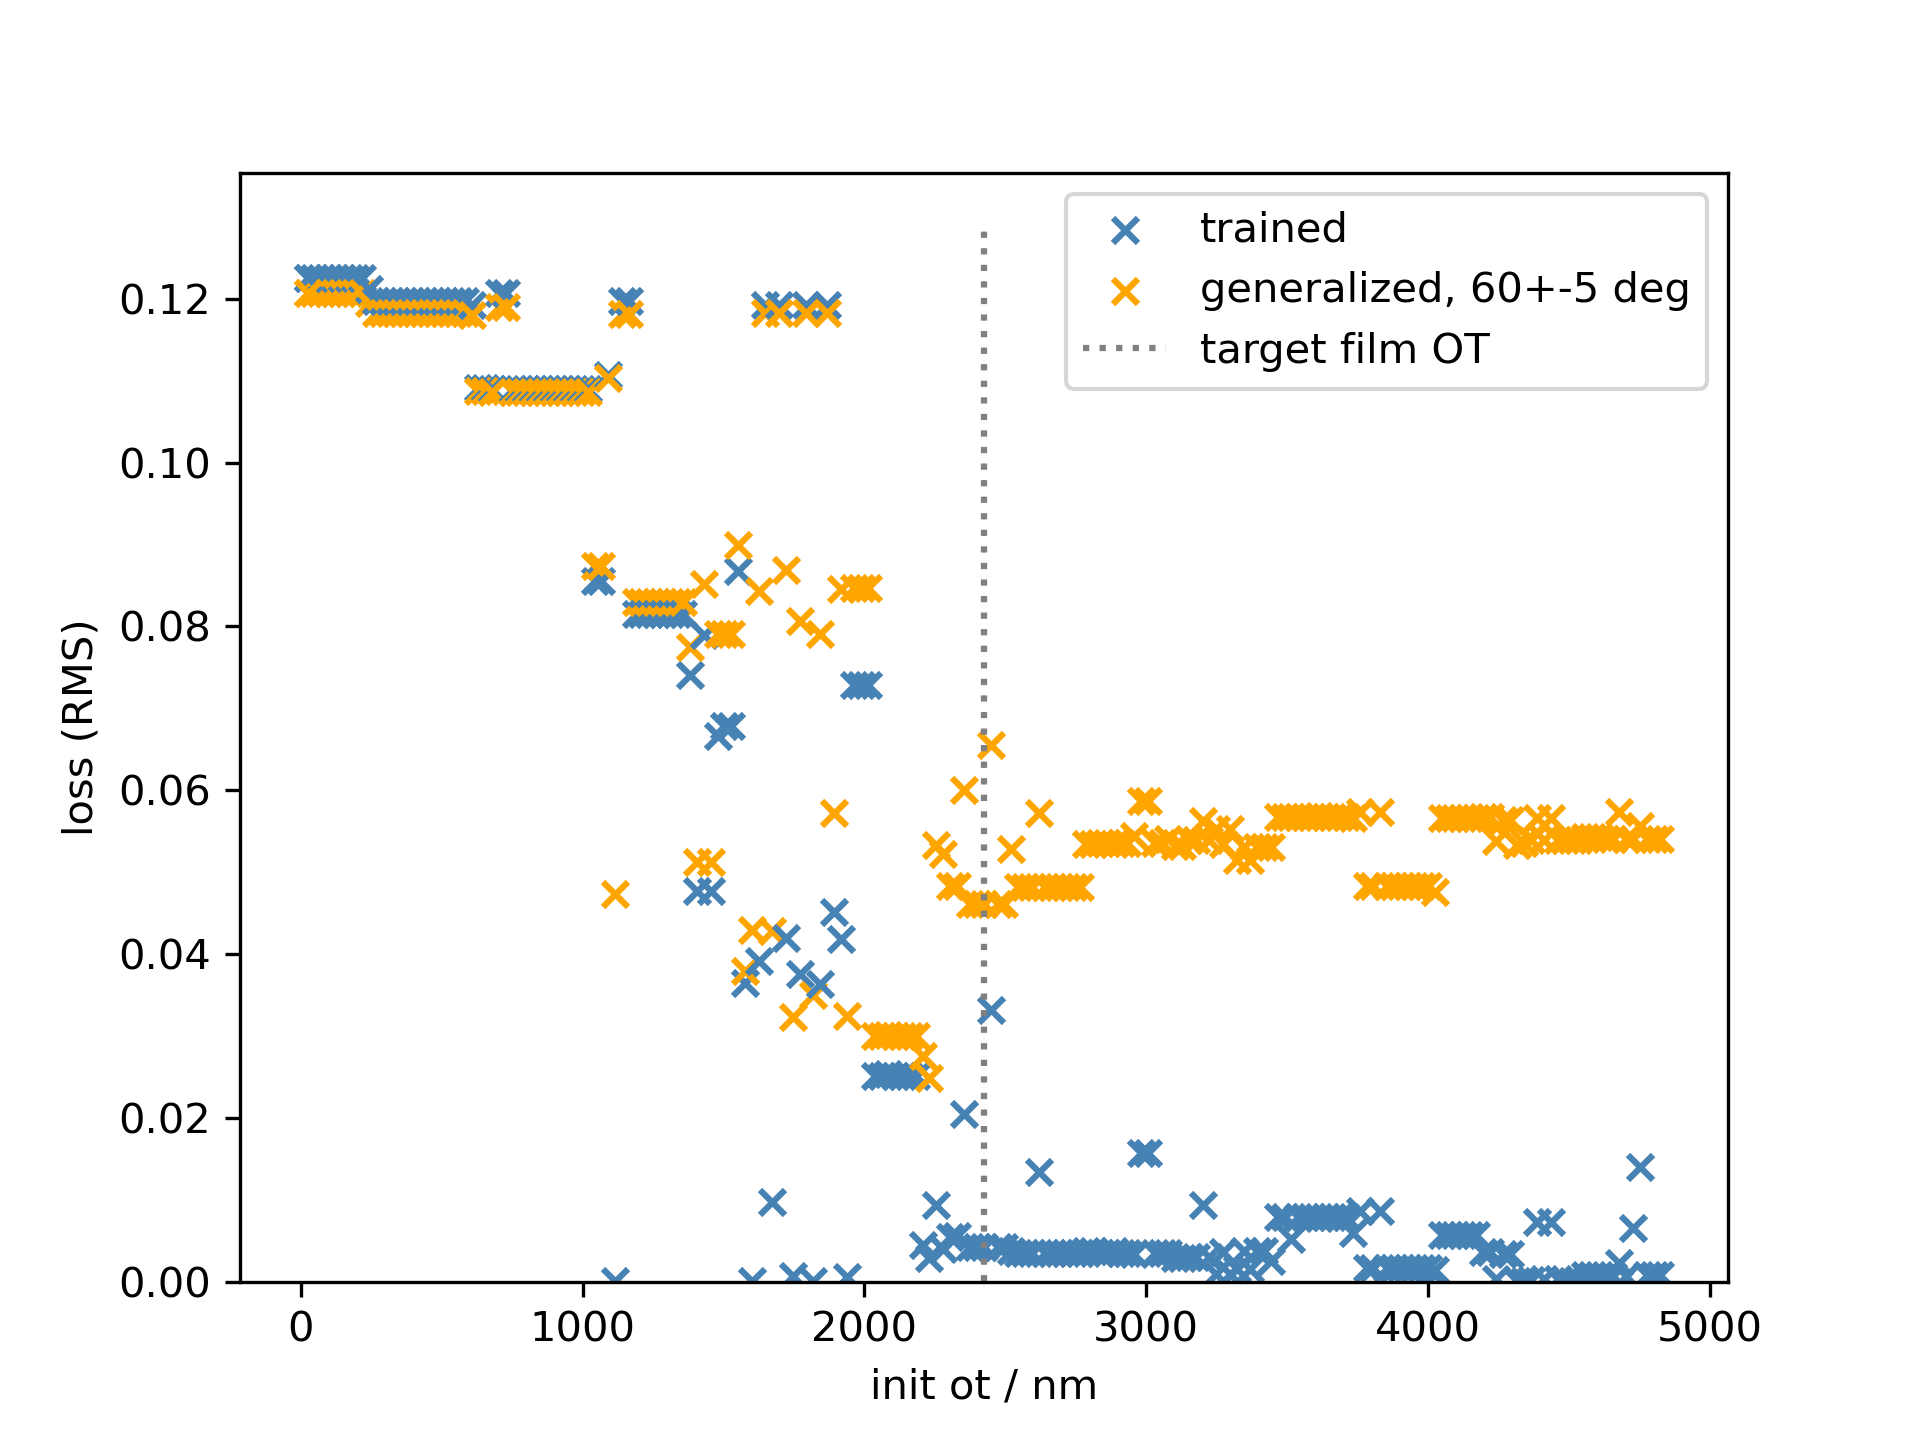 trained
generalized, 60+-5 deg
target film OT
0.12
0.10
0.08
0.06
0.04
0.02
0.00
loss (RMS)
0 1000 2000 3000 4000 5000
init ot / nm